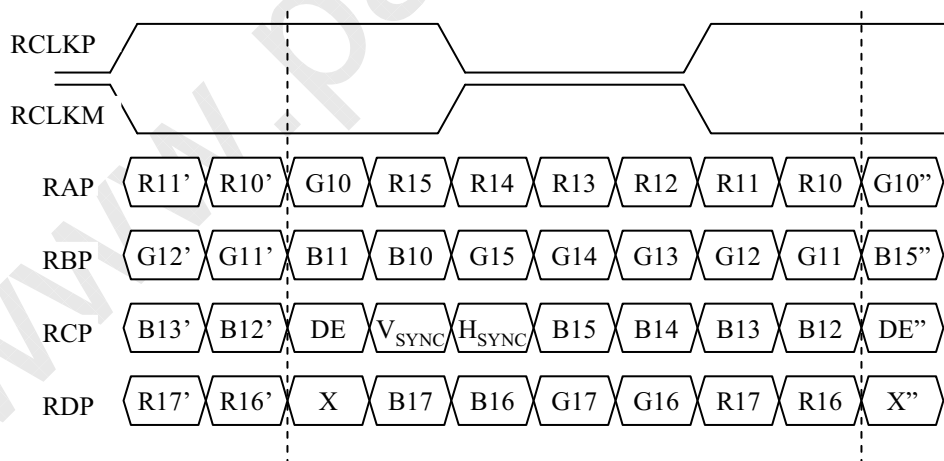 RCLKP
RCLKM
RAP R11’ R10’ G10 R15 R14 R13 R12 R11 R10 G10”
RBP G12’ G11’ B11 B10 G15 G14 G13 G12 G11 B15”
RCP B13’ B12’ DE VSYNC HSYNC B15 B14 B13 B12 DE”
RDP R17’ R16’ X B17 B16 G17 G16 R17 R16 X”
www.pa